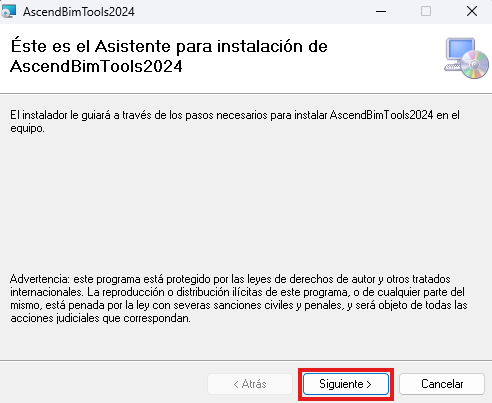 AscendBimTools2024
Éste es el Asistente para instalación de
AscendBimTools2024
El instalador le guiará a través de los pasos necesarios para instalar AscendBimTools2024 en el
equipo.
Advertencia: este programa está protegido por las leyes de derechos de autor y otros tratados
internacionales. La reproducción o distribución ilícitas de este programa, o de cualquier parte del
mismo, está penada por la ley con severas sanciones civiles y penales, y será objeto de todas las
acciones judiciales que correspondan.
< Atrás
Siguiente >
Cancelar